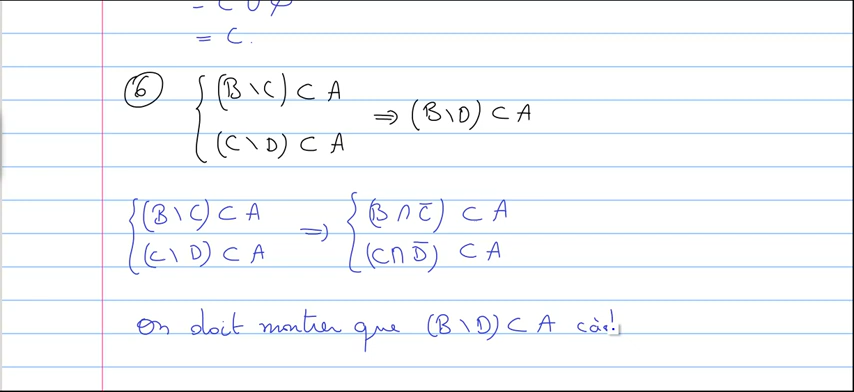 = C ∪ ∅
= C.
⑥ { (B \ C) ⊂ A
⇒ (B \ D) ⊂ A
(C \ D) ⊂ A
{ (B \ C) ⊂ A ⇒ { (B ∩ C̄) ⊂ A
(C \ D) ⊂ A (C ∩ D̄) ⊂ A
On doit montrer que (B \ D) ⊂ A càd